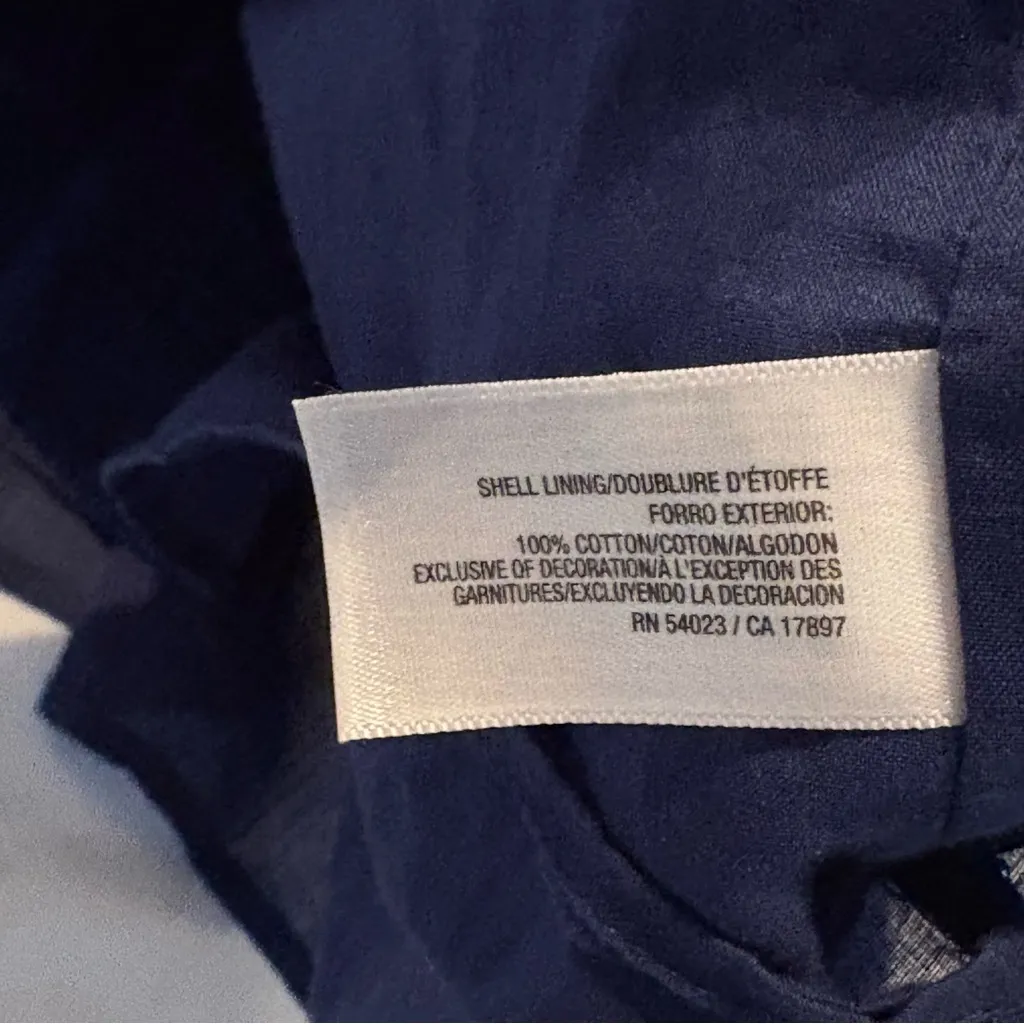 SHELL LINING/DOUBLURE D'ÉTOFFE
FORRO EXTERIOR:
100% COTTON/COTON/ALGODON
EXCLUSIVE OF DECORATION/À L'EXCEPTION DES
GARNITURES/EXCLUYENDO LA DECORACION
RN 54023 / CA 17897